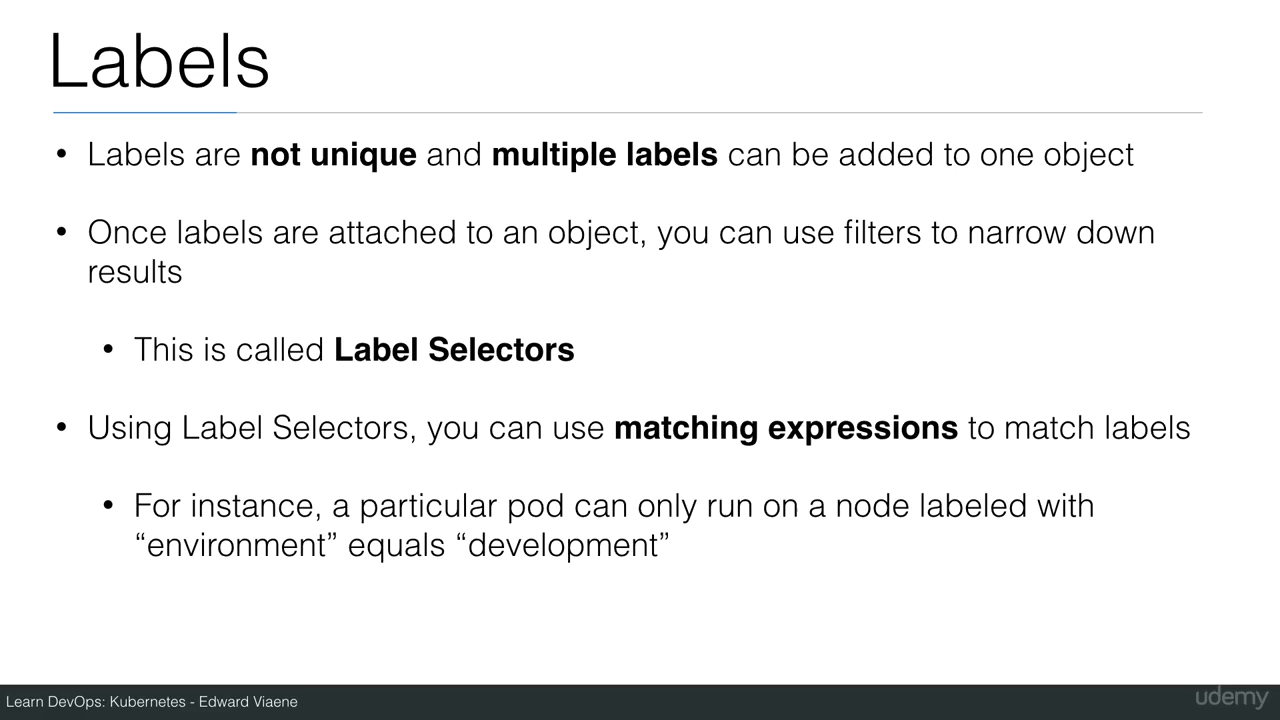 Labels
• Labels are not unique and multiple labels can be added to one object
• Once labels are attached to an object, you can use filters to narrow down
results
• This is called Label Selectors
• Using Label Selectors, you can use matching expressions to match labels
• For instance, a particular pod can only run on a node labeled with
“environment” equals “development”
Learn DevOps: Kubernetes - Edward Viaene
udemy